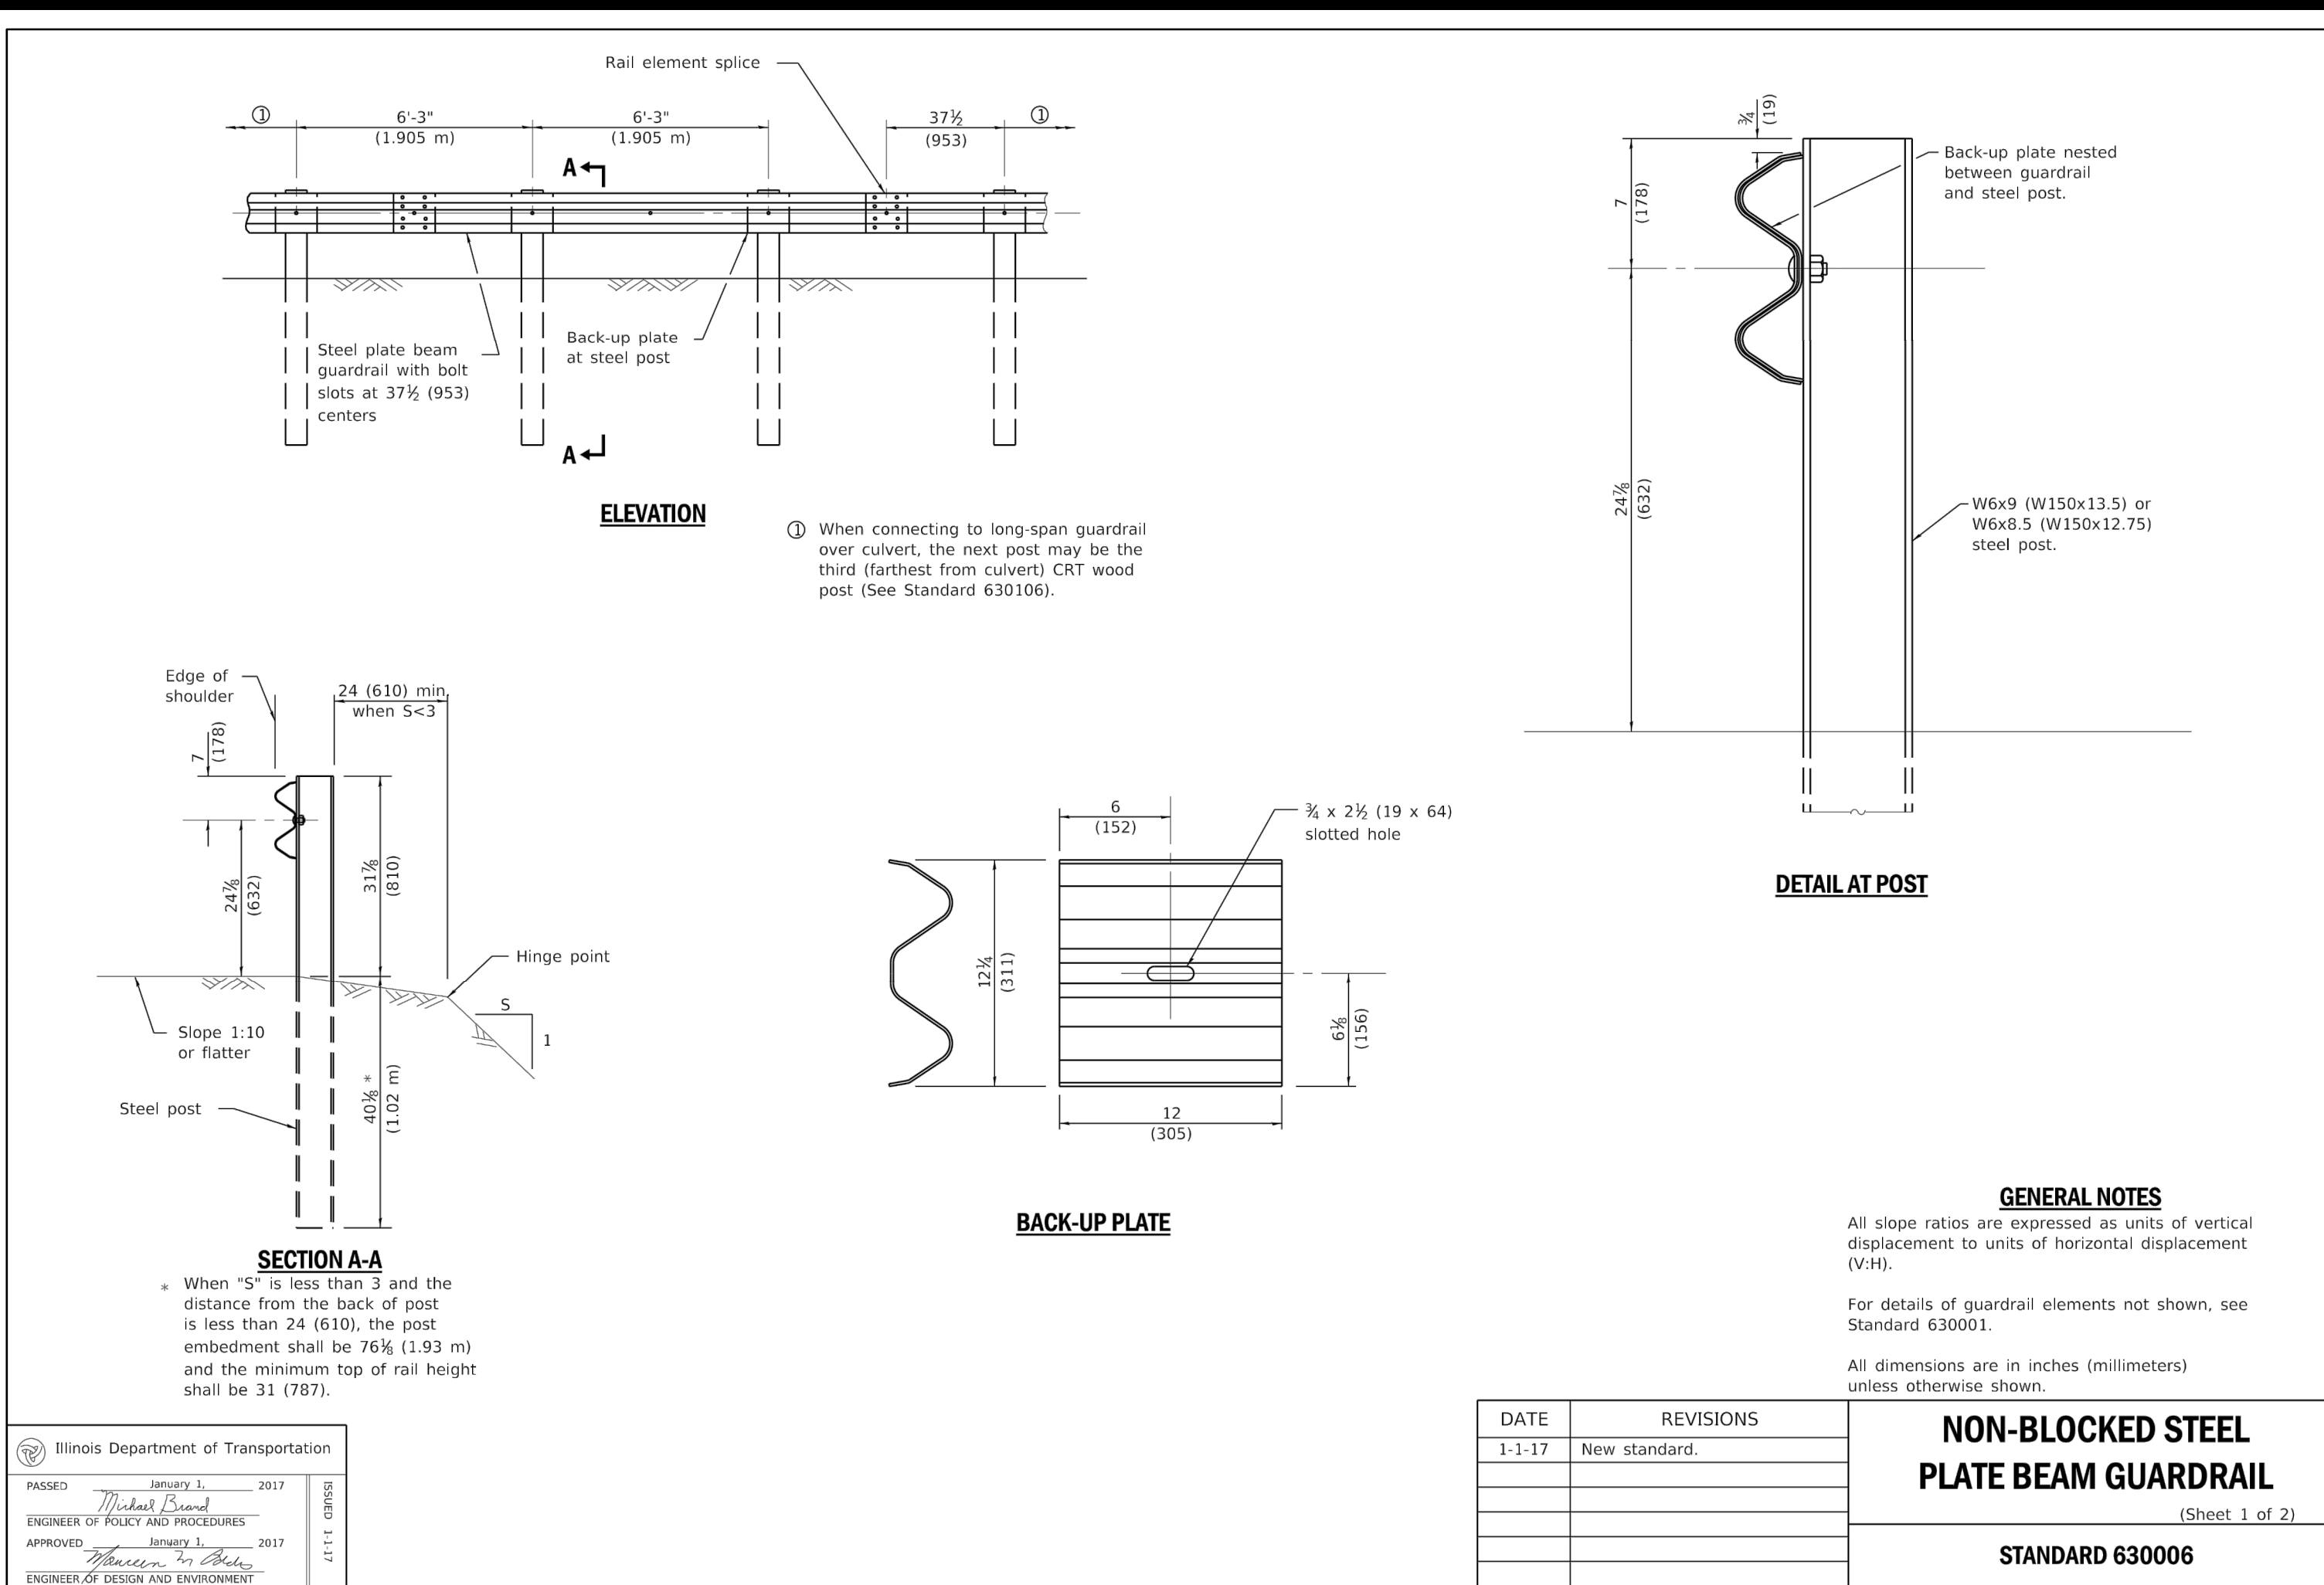 Rail element splice
①
6'-3"
(1.905 m)
6'-3"
(1.905 m)
37½
(953)
①
A
Steel plate beam
guardrail with bolt
slots at 37½ (953)
centers
Back-up plate
at steel post
A
ELEVATION
① When connecting to long-span guardrail
over culvert, the next post may be the
third (farthest from culvert) CRT wood
post (See Standard 630106).
¾
(19)
7
(178)
24⅞
(632)
Back-up plate nested
between guardrail
and steel post.
W6x9 (W150x13.5) or
W6x8.5 (W150x12.75)
steel post.
DETAIL AT POST
Edge of
shoulder
24 (610) min.
when S<3
7
(178)
24⅞
(632)
31⅞
(810)
Hinge point
S
1
Slope 1:10
or flatter
Steel post
40⅛ *
(1.02 m)
SECTION A-A
* When "S" is less than 3 and the
distance from the back of post
is less than 24 (610), the post
embedment shall be 76⅛ (1.93 m)
and the minimum top of rail height
shall be 31 (787).
6
(152)
¾ x 2½ (19 x 64)
slotted hole
12¼
(311)
6⅛
(156)
12
(305)
BACK-UP PLATE
GENERAL NOTES
All slope ratios are expressed as units of vertical
displacement to units of horizontal displacement
(V:H).
For details of guardrail elements not shown, see
Standard 630001.
All dimensions are in inches (millimeters)
unless otherwise shown.
Illinois Department of Transportation
PASSED January 1, 2017
Michael Brand
ENGINEER OF POLICY AND PROCEDURES
APPROVED January 1, 2017
Maureen M
ENGINEER OF DESIGN AND ENVIRONMENT
ISSUED 1-1-17
DATE REVISIONS
1-1-17 New standard.
NON-BLOCKED STEEL
PLATE BEAM GUARDRAIL
(Sheet 1 of 2)
STANDARD 630006